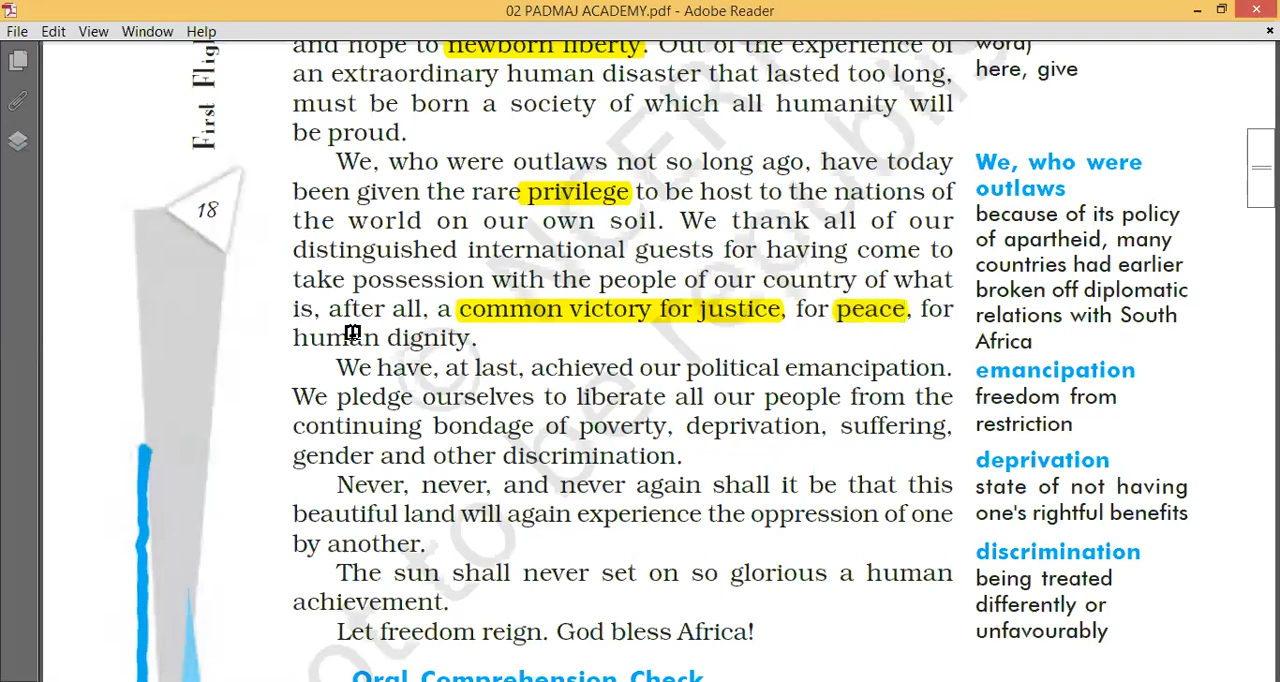 02 PADMAJ ACADEMY.pdf - Adobe Reader
File Edit View Window Help
First Flight
and hope to newborn liberty. Out of the experience of
an extraordinary human disaster that lasted too long,
must be born a society of which all humanity will
be proud.
We, who were outlaws not so long ago, have today
been given the rare privilege to be host to the nations of
the world on our own soil. We thank all of our
distinguished international guests for having come to
take possession with the people of our country of what
is, after all, a common victory for justice, for peace, for
human dignity.
We have, at last, achieved our political emancipation.
We pledge ourselves to liberate all our people from the
continuing bondage of poverty, deprivation, suffering,
gender and other discrimination.
Never, never, and never again shall it be that this
beautiful land will again experience the oppression of one
by another.
The sun shall never set on so glorious a human
achievement.
Let freedom reign. God bless Africa!
Oral Comprehension Check
18
word)
here, give
We, who were
outlaws
because of its policy
of apartheid, many
countries had earlier
broken off diplomatic
relations with South
Africa
emancipation
freedom from
restriction
deprivation
state of not having
one's rightful benefits
discrimination
being treated
differently or
unfavourably
© NCERT
not to be republis